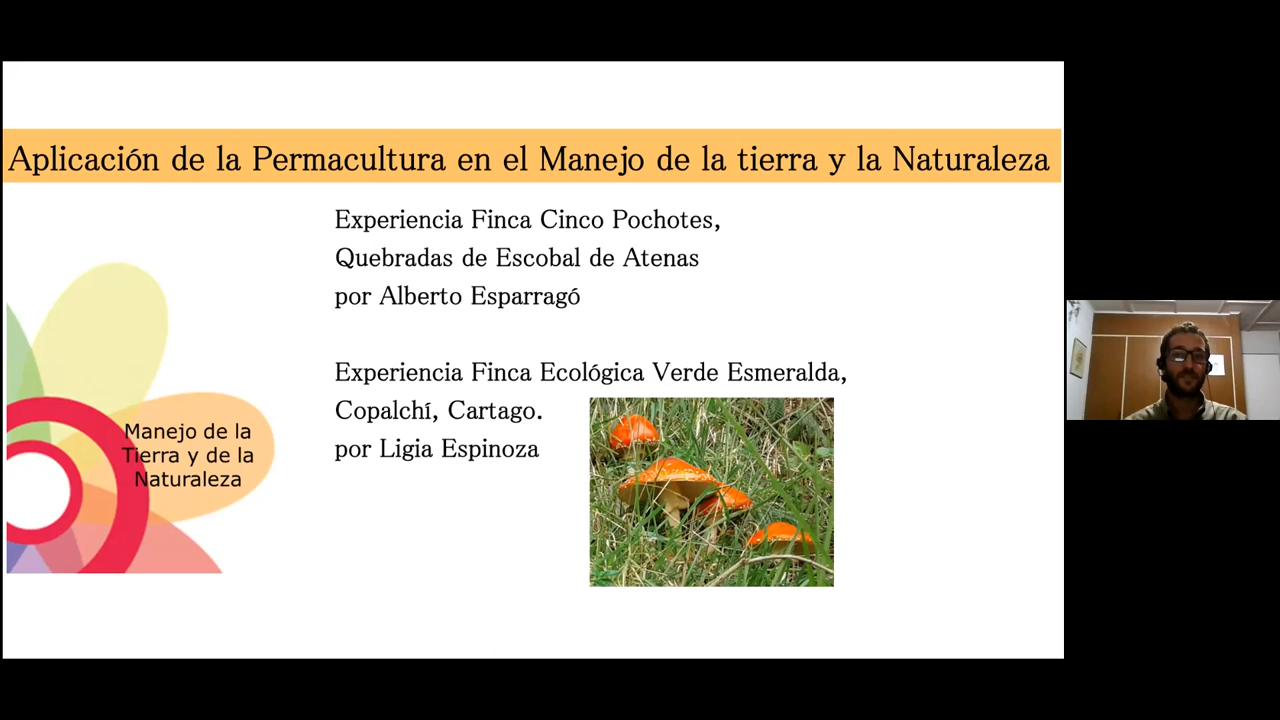 Aplicación de la Permacultura en el Manejo de la tierra y la Naturaleza
Experiencia Finca Cinco Pochotes,
Quebradas de Escobal de Atenas
por Alberto Esparragó
Experiencia Finca Ecológica Verde Esmeralda,
Copalchí, Cartago.
por Ligia Espinoza
Manejo de la
Tierra y de la
Naturaleza